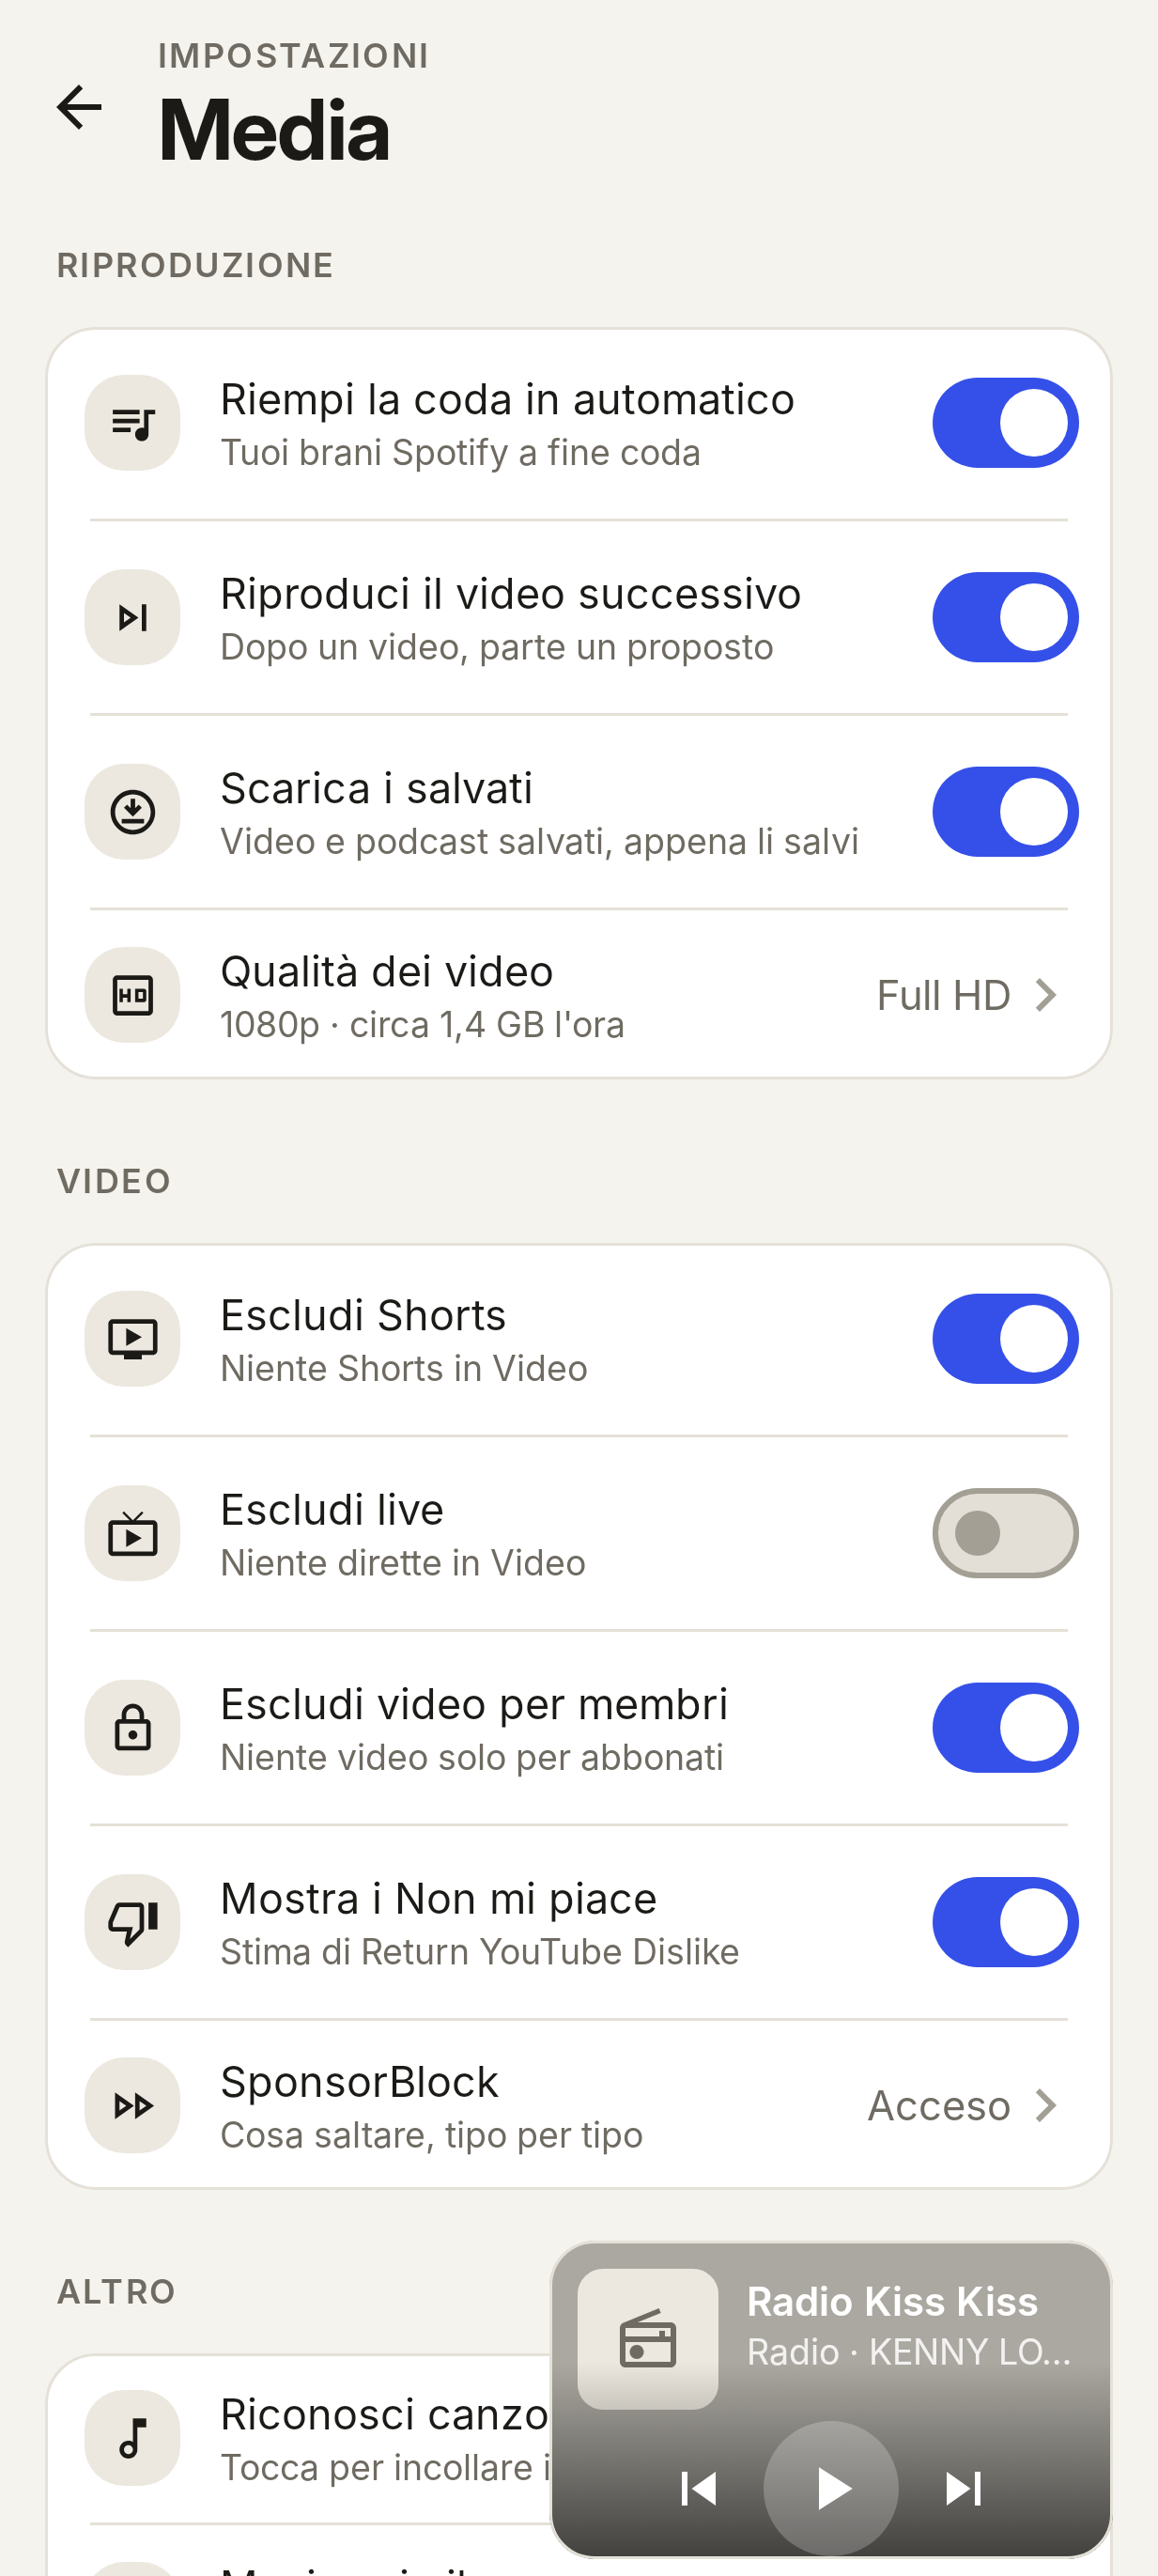 IMPOSTAZIONI
Media
RIPRODUZIONE
Riempi la coda in automatico
Tuoi brani Spotify a fine coda
Riproduci il video successivo
Dopo un video, parte un proposto
Scarica i salvati
Video e podcast salvati, appena li salvi
HD
Qualità dei video
1080p · circa 1,4 GB l'ora
Full HD
VIDEO
Escludi Shorts
Niente Shorts in Video
Escludi live
Niente dirette in Video
Escludi video per membri
Niente video solo per abbonati
Mostra i Non mi piace
Stima di Return YouTube Dislike
SponsorBlock
Cosa saltare, tipo per tipo
Acceso
ALTRO
Radio Kiss Kiss
Radio · KENNY LO...
Riconosci canzo
Tocca per incollare i